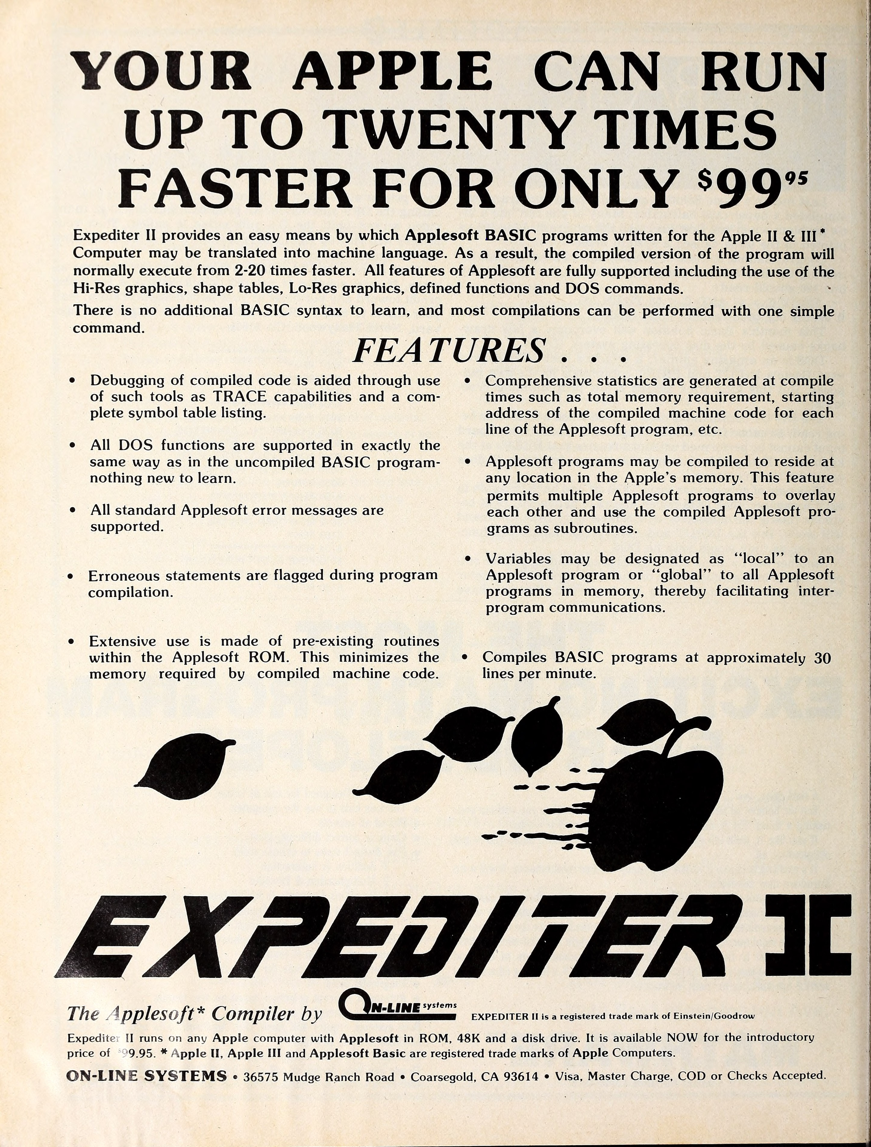 YOUR APPLE CAN RUN
UP TO TWENTY TIMES
FASTER FOR ONLY $99⁹⁵
Expediter II provides an easy means by which Applesoft BASIC programs written for the Apple II & III*
Computer may be translated into machine language. As a result, the compiled version of the program will
normally execute from 2-20 times faster. All features of Applesoft are fully supported including the use of the
Hi-Res graphics, shape tables, Lo-Res graphics, defined functions and DOS commands.
There is no additional BASIC syntax to learn, and most compilations can be performed with one simple
command.
FEATURES . . .
• Debugging of compiled code is aided through use
of such tools as TRACE capabilities and a com-
plete symbol table listing.
• All DOS functions are supported in exactly the
same way as in the uncompiled BASIC program-
nothing new to learn.
• All standard Applesoft error messages are
supported.
• Erroneous statements are flagged during program
compilation.
• Extensive use is made of pre-existing routines
within the Applesoft ROM. This minimizes the
memory required by compiled machine code.
• Comprehensive statistics are generated at compile
times such as total memory requirement, starting
address of the compiled machine code for each
line of the Applesoft program, etc.
• Applesoft programs may be compiled to reside at
any location in the Apple's memory. This feature
permits multiple Applesoft programs to overlay
each other and use the compiled Applesoft pro-
grams as subroutines.
• Variables may be designated as "local" to an
Applesoft program or "global" to all Applesoft
programs in memory, thereby facilitating inter-
program communications.
• Compiles BASIC programs at approximately 30
lines per minute.
EXPEDITER II
The Applesoft* Compiler by ON-LINE systems EXPEDITER II is a registered trade mark of Einstein/Goodrow
Expediter II runs on any Apple computer with Applesoft in ROM, 48K and a disk drive. It is available NOW for the introductory
price of $99.95. * Apple II, Apple III and Applesoft Basic are registered trade marks of Apple Computers.
ON-LINE SYSTEMS • 36575 Mudge Ranch Road • Coarsegold, CA 93614 • Visa, Master Charge, COD or Checks Accepted.